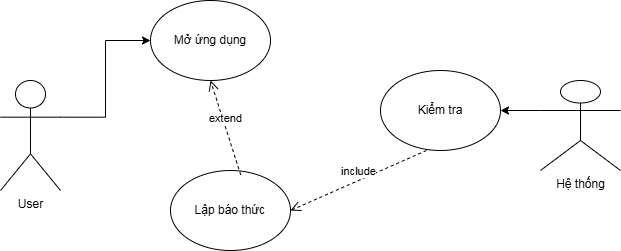 Mở ứng dụng
Kiểm tra
extend
include
Hệ thống
User
Lập báo thức